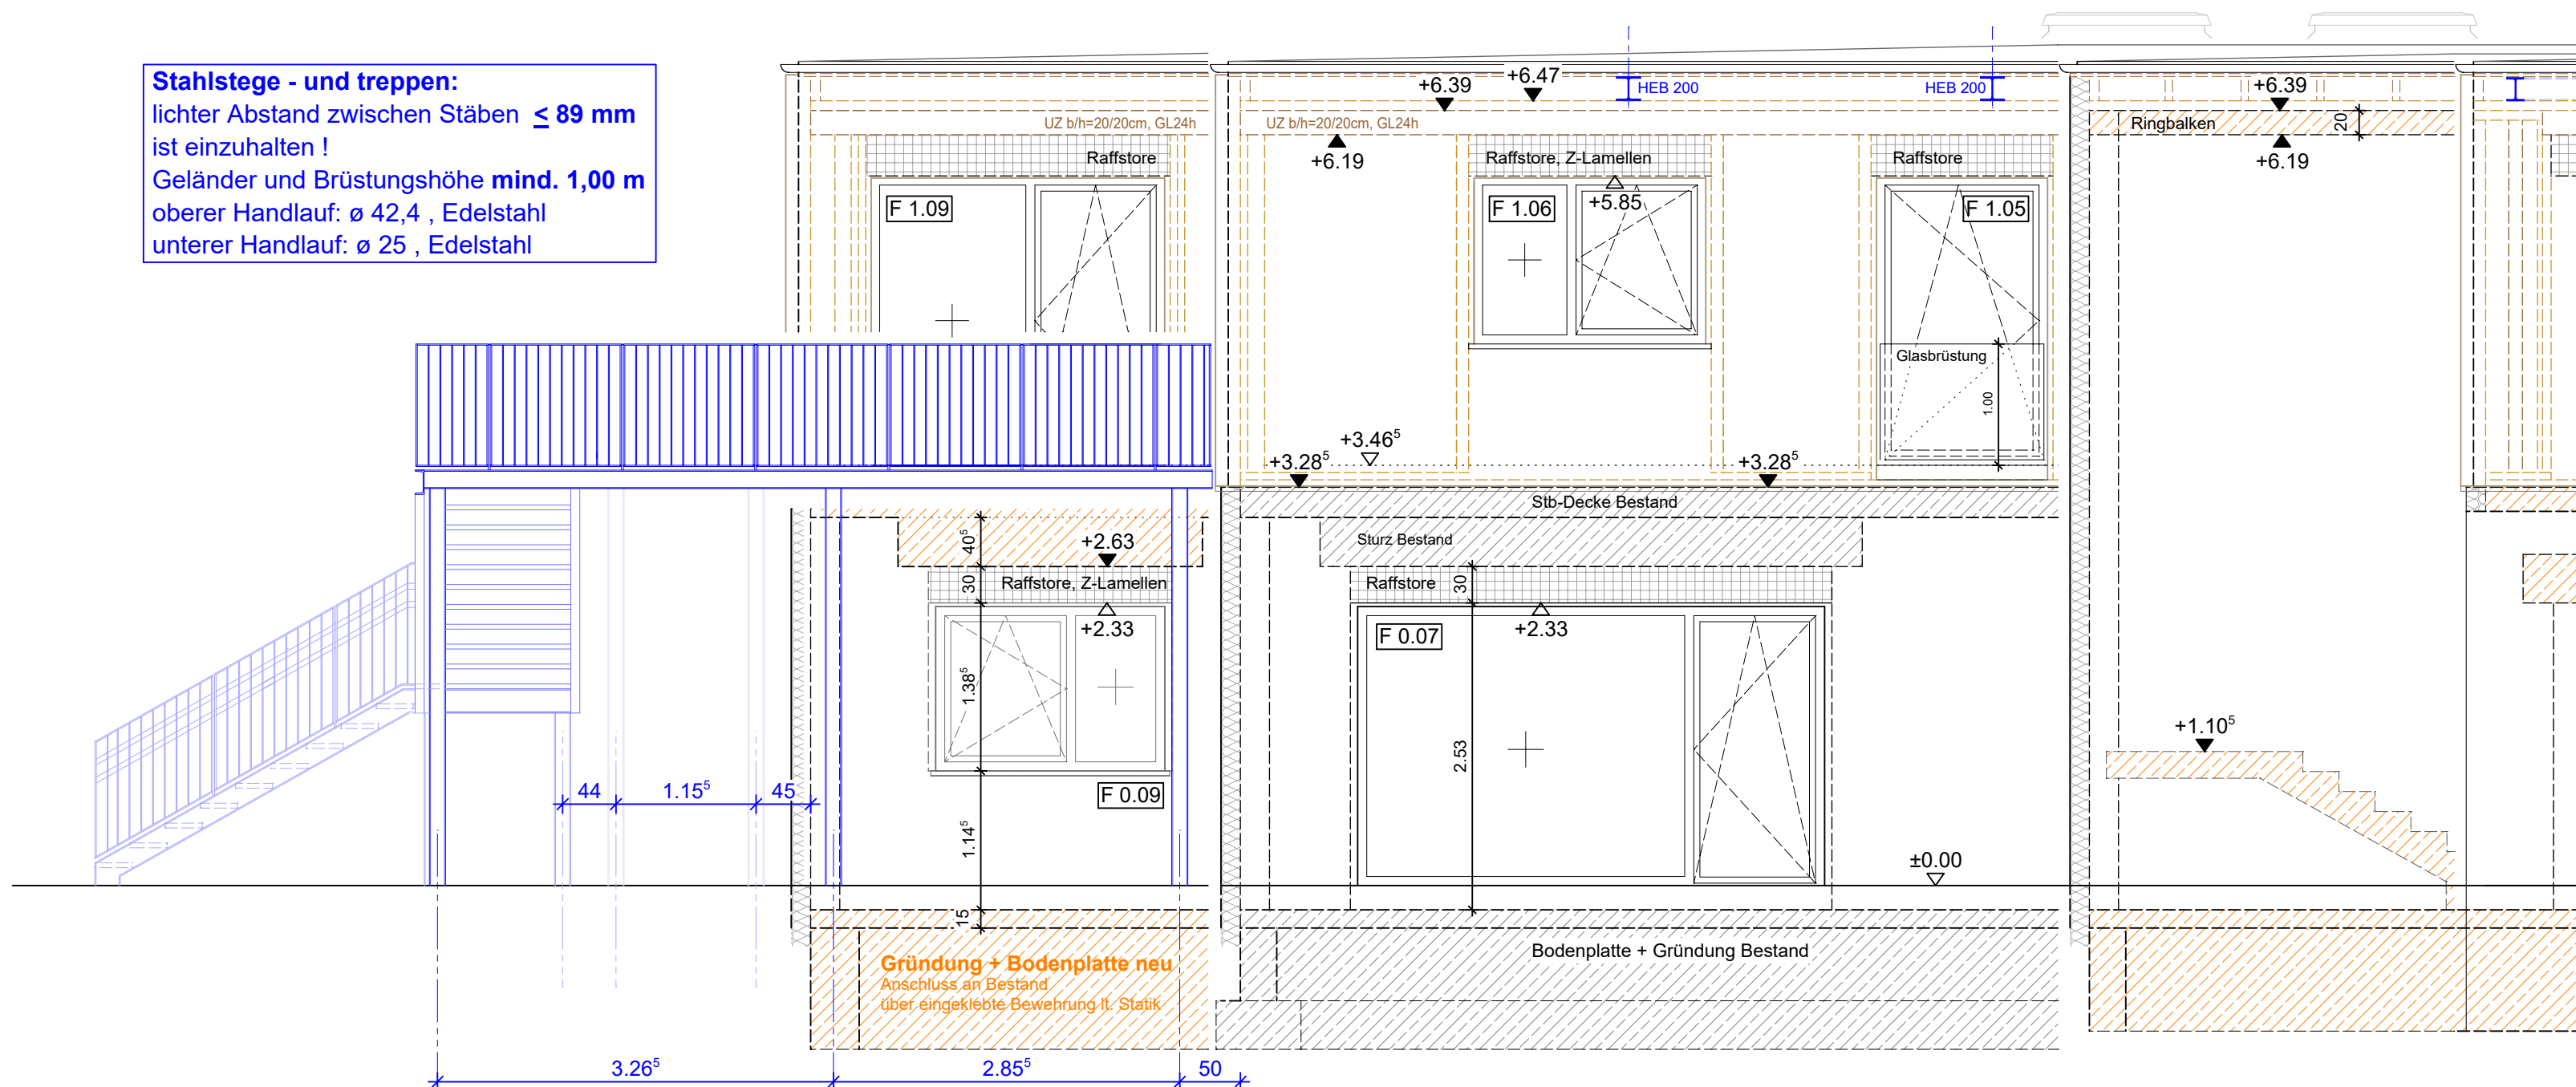 Stahlstege - und treppen:
lichter Abstand zwischen Stäben ≤ 89 mm
ist einzuhalten !
Geländer und Brüstungshöhe mind. 1,00 m
oberer Handlauf: ø 42,4 , Edelstahl
unterer Handlauf: ø 25 , Edelstahl
+6.39
+6.47
HEB 200
HEB 200
+6.39
UZ b/h=20/20cm, GL24h
UZ b/h=20/20cm, GL24h
Ringbalken
20
Raffstore
+6.19
Raffstore, Z-Lamellen
Raffstore
+6.19
F 1.09
F 1.06
+5.85
F 1.05
Glasbrüstung
1.00
+3.46⁵
+3.28⁵
+3.28⁵
Stb-Decke Bestand
40⁵
+2.63
Sturz Bestand
30
Raffstore, Z-Lamellen
Raffstore
30
+2.33
F 0.07
+2.33
1.38⁵
2.53
+1.10⁵
44
1.15⁵
45
F 0.09
1.14⁵
±0.00
15
Gründung + Bodenplatte neu
Anschluss an Bestand
über eingeklebte Bewehrung lt. Statik
Bodenplatte + Gründung Bestand
3.26⁵
2.85⁵
50